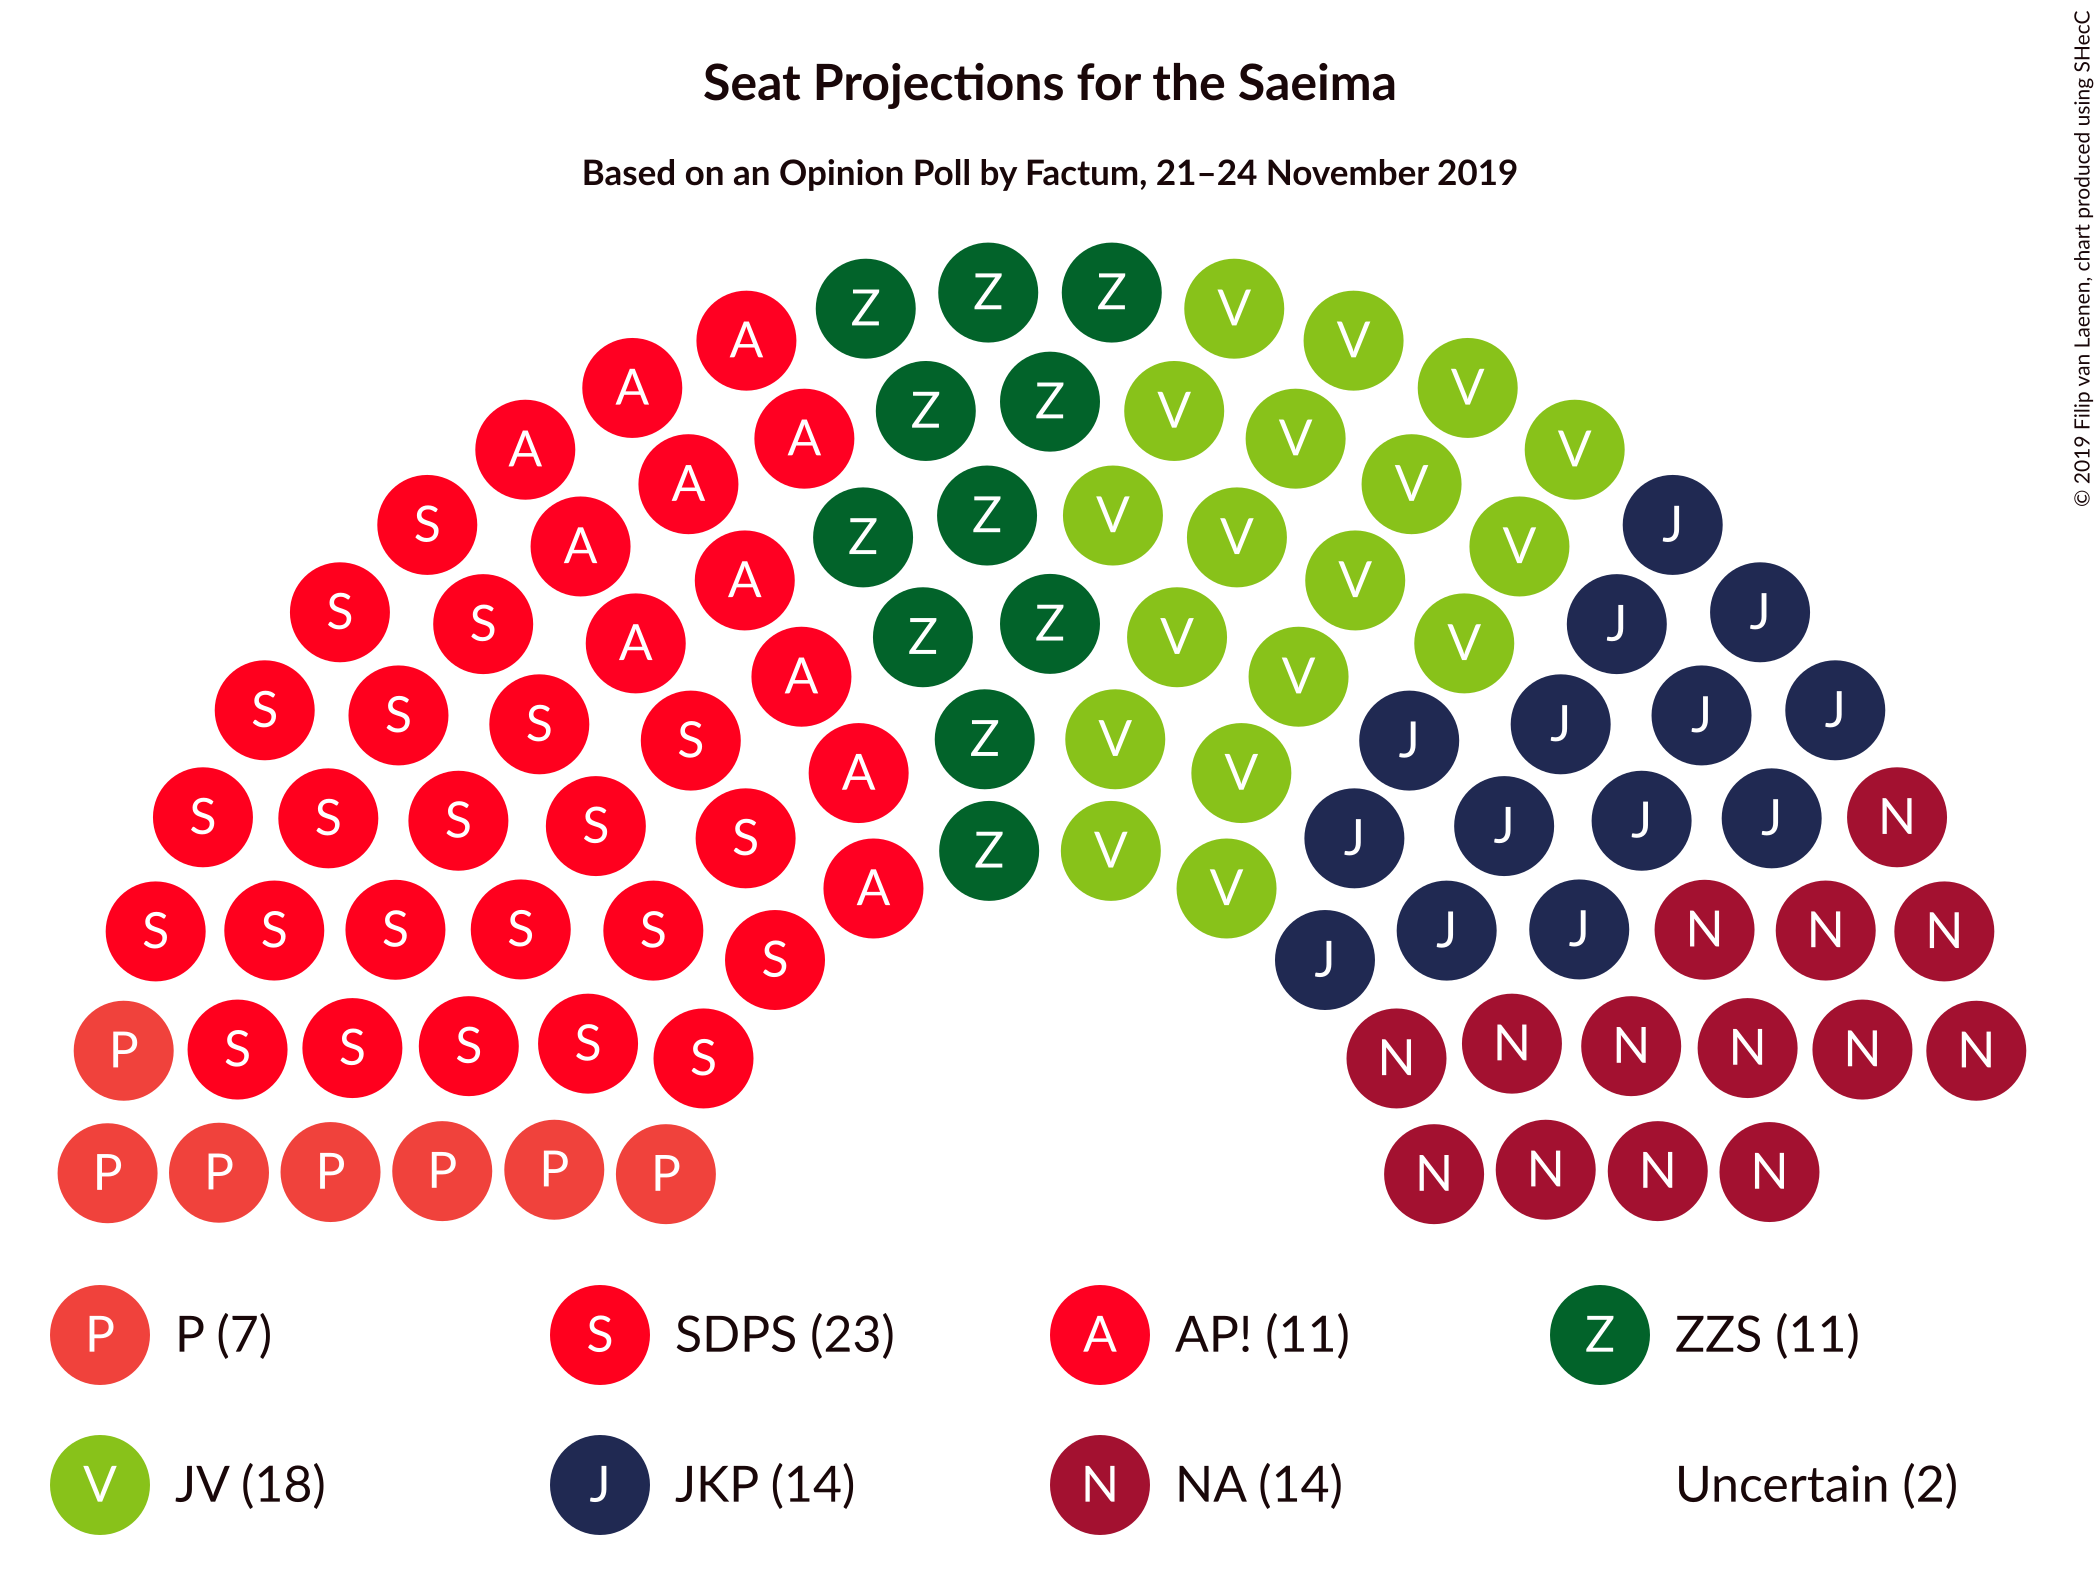 Seat Projections for the Saeima
Based on an Opinion Poll by Factum, 21–24 November 2019
© 2019 Filip van Laenen, chart produced using SHecC
Z Z Z V
A V
A V
Z Z V
A V
A V
S A V J
A Z Z V V
A V
S S A V J J
A Z Z V V
S S S S A Z V V J J J J
S S S S S A Z V V J J J J N
S S S S S S J J J N N N
P S S S S S N N N N N N
P P P P P P N N N N
P P (7) S SDPS (23) A AP! (11) Z ZZS (11)
V JV (18) J JKP (14) N NA (14) Uncertain (2)